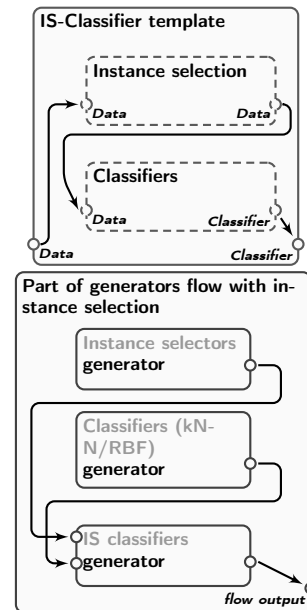 IS-Classifier template
Instance selection
Data
Data
Classifiers
Data
Classifier
Data
Classifier
Part of generators flow with in-
stance selection
Instance selectors
generator
Classifiers (kN-
N/RBF)
generator
IS classifiers
generator
flow output